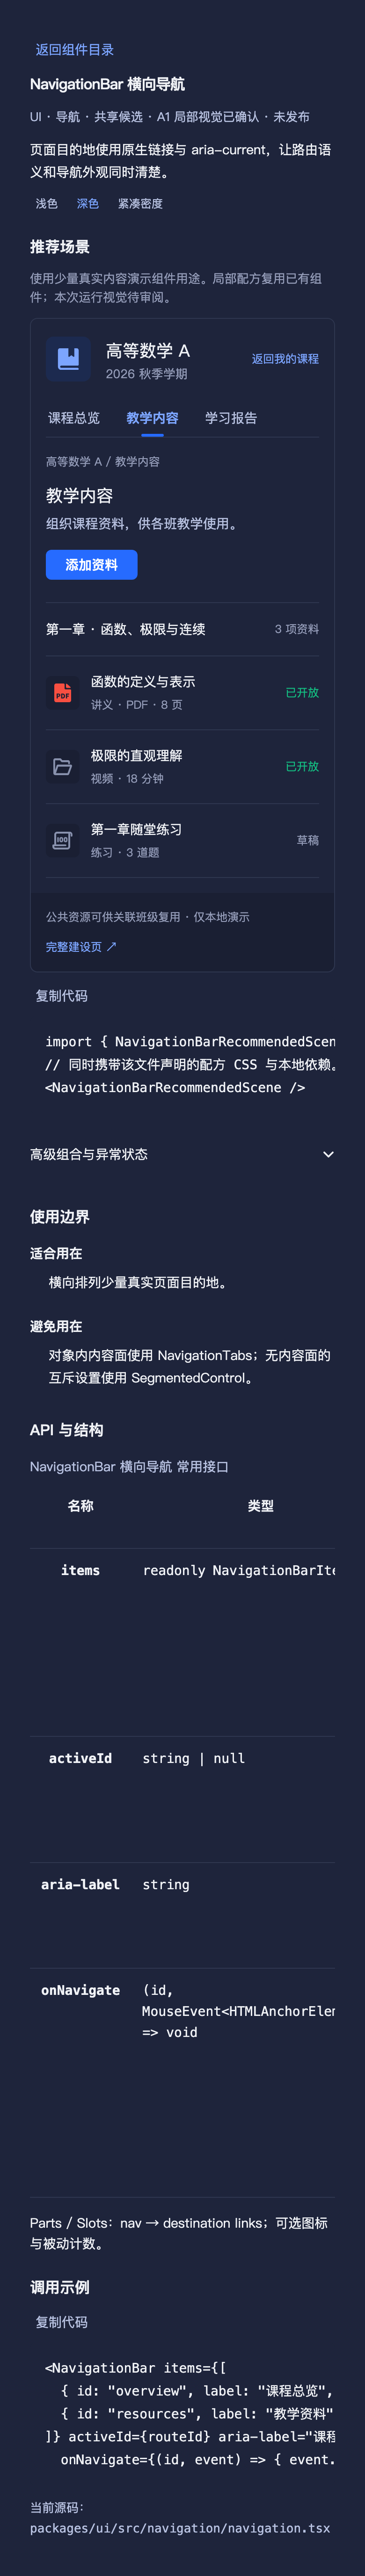 返回组件目录
NavigationBar 横向导航
UI · 导航 · 共享候选 · A1 局部视觉已确认 · 未发布
页面目的地使用原生链接与 aria-current，让路由语
义和导航外观同时清楚。
浅色 深色 紧凑密度
推荐场景
使用少量真实内容演示组件用途。局部配方复用已有组
件；本次运行视觉待审阅。
高等数学 A
2026 秋季学期
返回我的课程
课程总览 教学内容 学习报告
高等数学 A / 教学内容
教学内容
组织课程资料，供各班教学使用。
添加资料
第一章 · 函数、极限与连续 3 项资料
函数的定义与表示
讲义 · PDF · 8 页
已开放
PDF
极限的直观理解
视频 · 18 分钟
已开放
第一章随堂练习
练习 · 3 道题
草稿
100
公共资源可供关联班级复用 · 仅本地演示
完整建设页 ↗
复制代码
import { NavigationBarRecommendedScen
// 同时携带该文件声明的配方 CSS 与本地依赖。
<NavigationBarRecommendedScene />
高级组合与异常状态
使用边界
适合用在
横向排列少量真实页面目的地。
避免用在
对象内内容面使用 NavigationTabs；无内容面的
互斥设置使用 SegmentedControl。
API 与结构
NavigationBar 横向导航 常用接口
名称 类型
items readonly NavigationBarIte
activeId string | null
aria-label string
onNavigate (id,
MouseEvent<HTMLAnchorElem
=> void
Parts / Slots：nav → destination links；可选图标
与被动计数。
调用示例
复制代码
<NavigationBar items={[
{ id: "overview", label: "课程总览",
{ id: "resources", label: "教学资料"
]} activeId={routeId} aria-label="课程
onNavigate={(id, event) => { event.
当前源码：
packages/ui/src/navigation/navigation.tsx